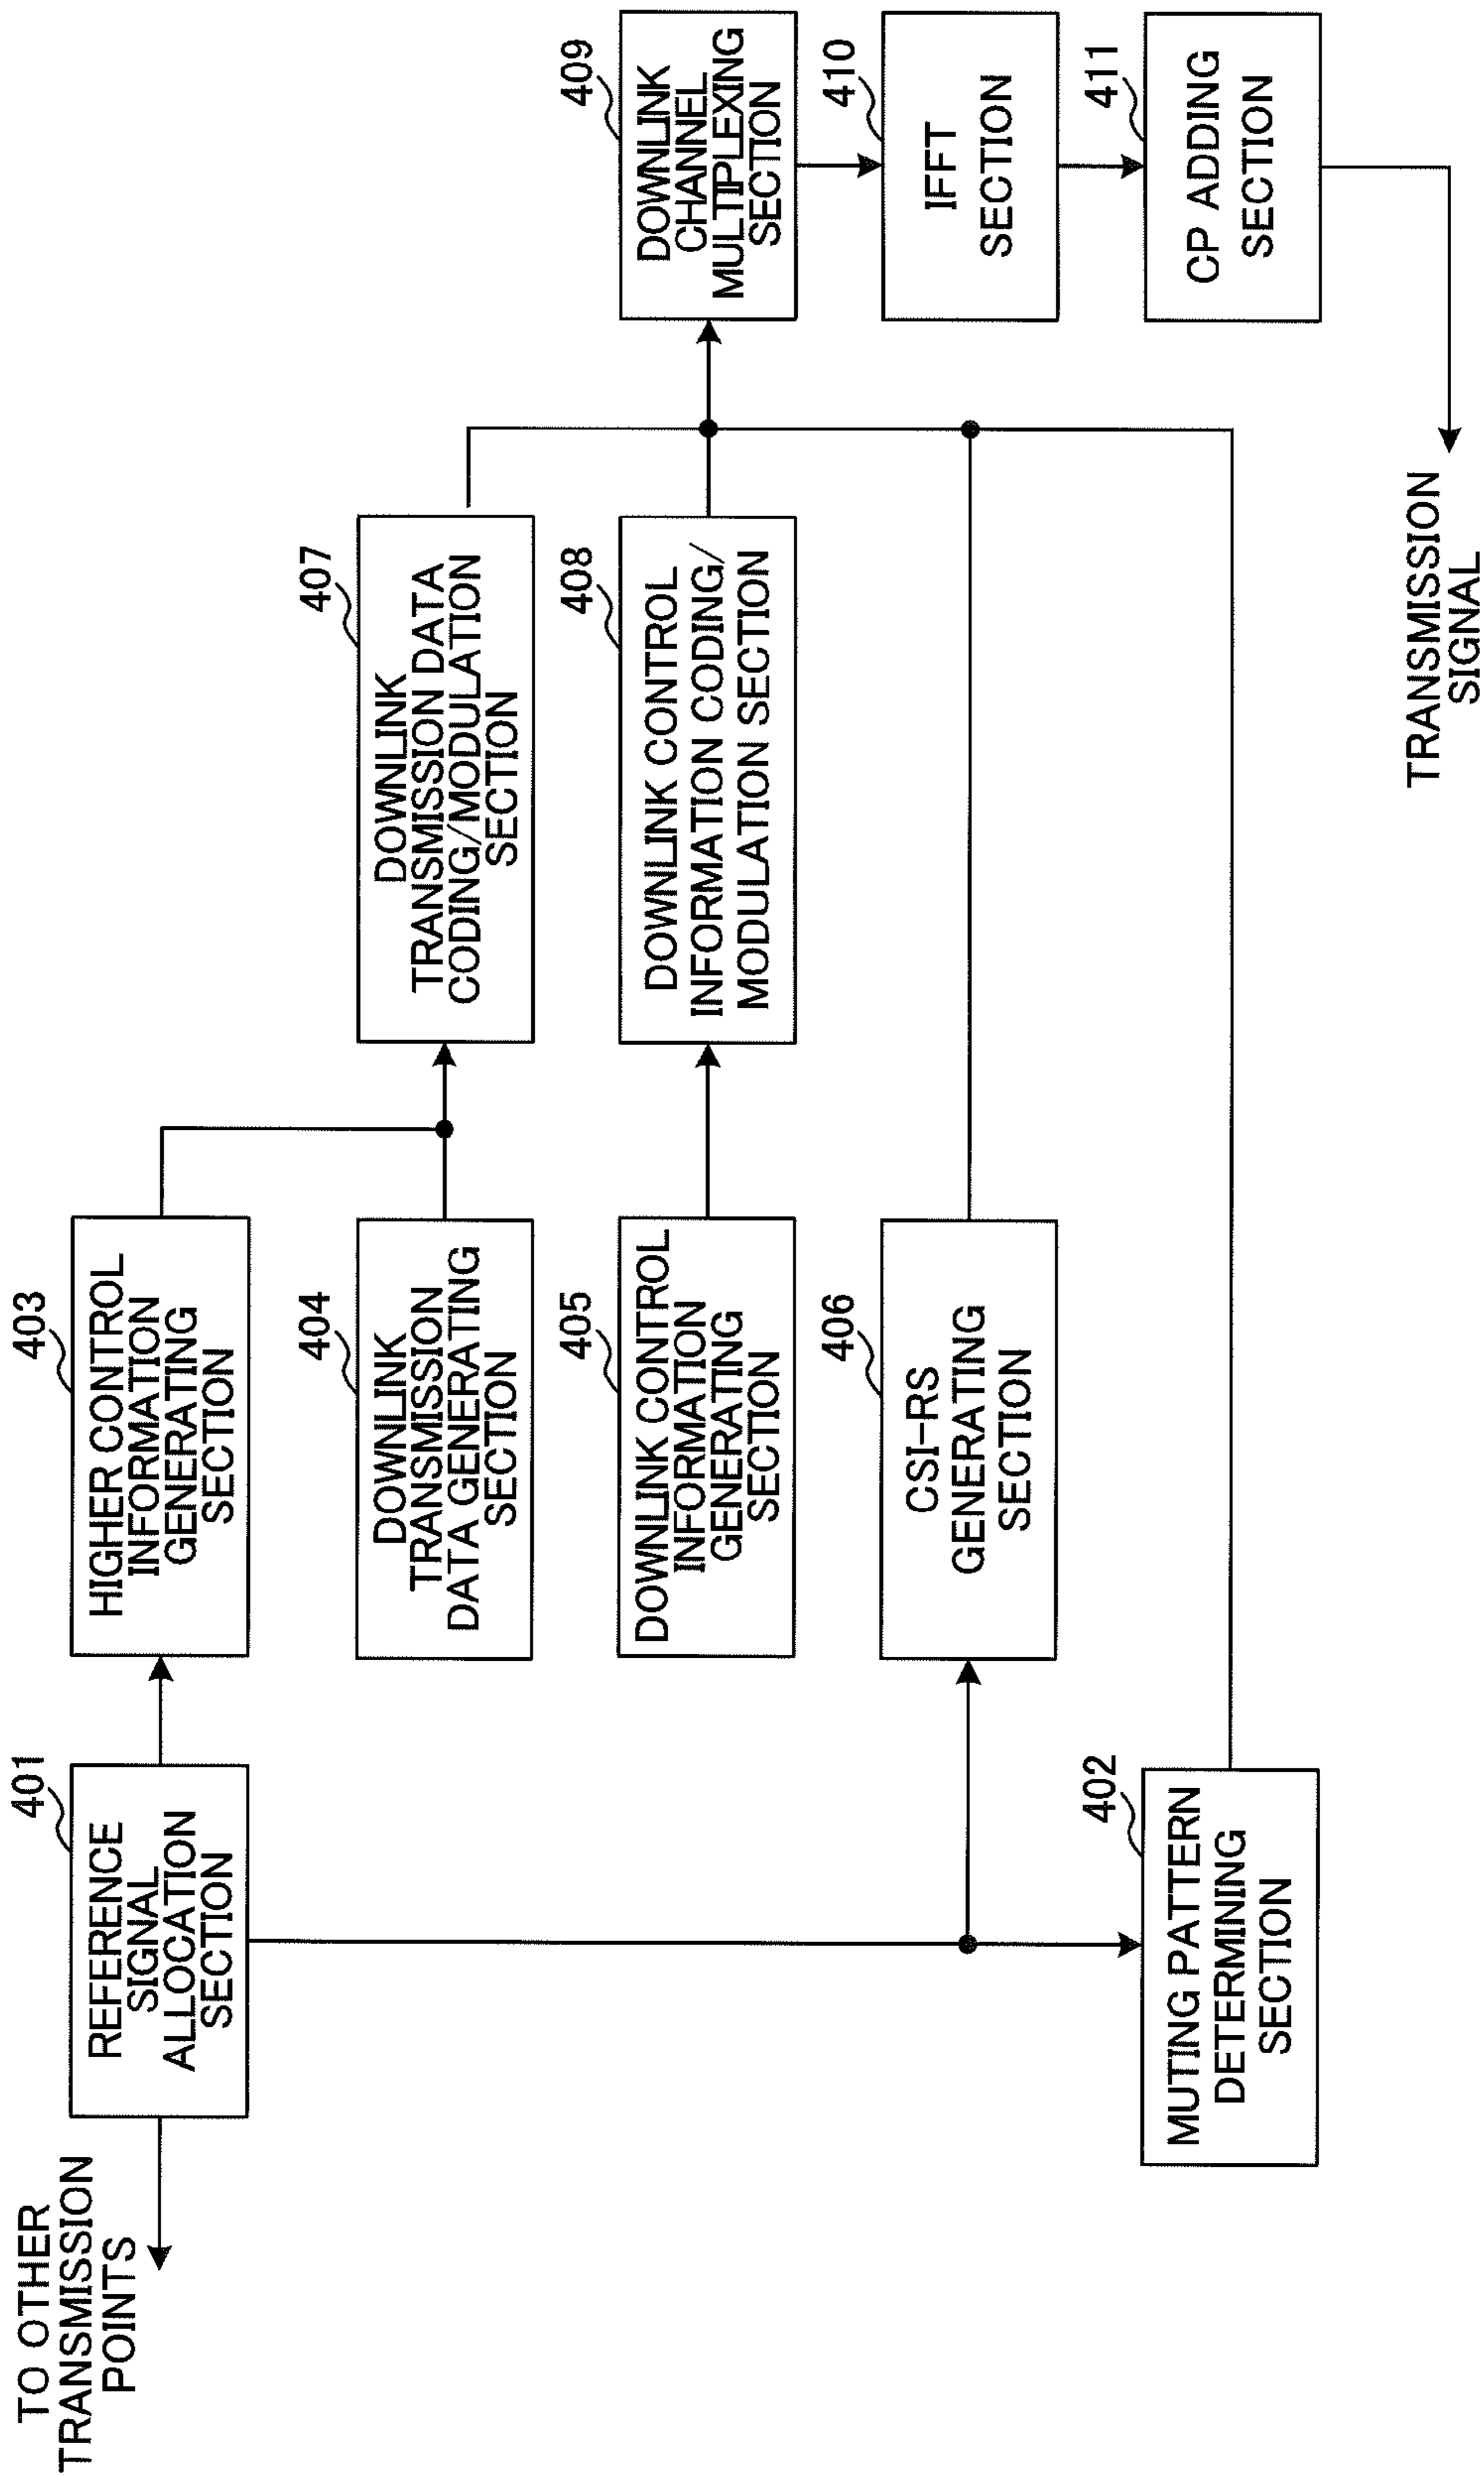 TO OTHER
TRANSMISSION
POINTS
401
REFERENCE
SIGNAL
ALLOCATION
SECTION
402
MUTING PATTERN
DETERMINING
SECTION
403
HIGHER CONTROL
INFORMATION
GENERATING
SECTION
404
DOWNLINK
TRANSMISSION
DATA GENERATING
SECTION
405
DOWNLINK CONTROL
INFORMATION
GENERATING
SECTION
406
CSI-RS
GENERATING
SECTION
407
DOWNLINK
TRANSMISSION DATA
CODING/MODULATION
SECTION
408
DOWNLINK CONTROL
INFORMATION CODING/
MODULATION SECTION
409
DOWNLINK
CHANNEL
MULTIPLEXING
SECTION
410
IFFT
SECTION
411
CP ADDING
SECTION
TRANSMISSION
SIGNAL